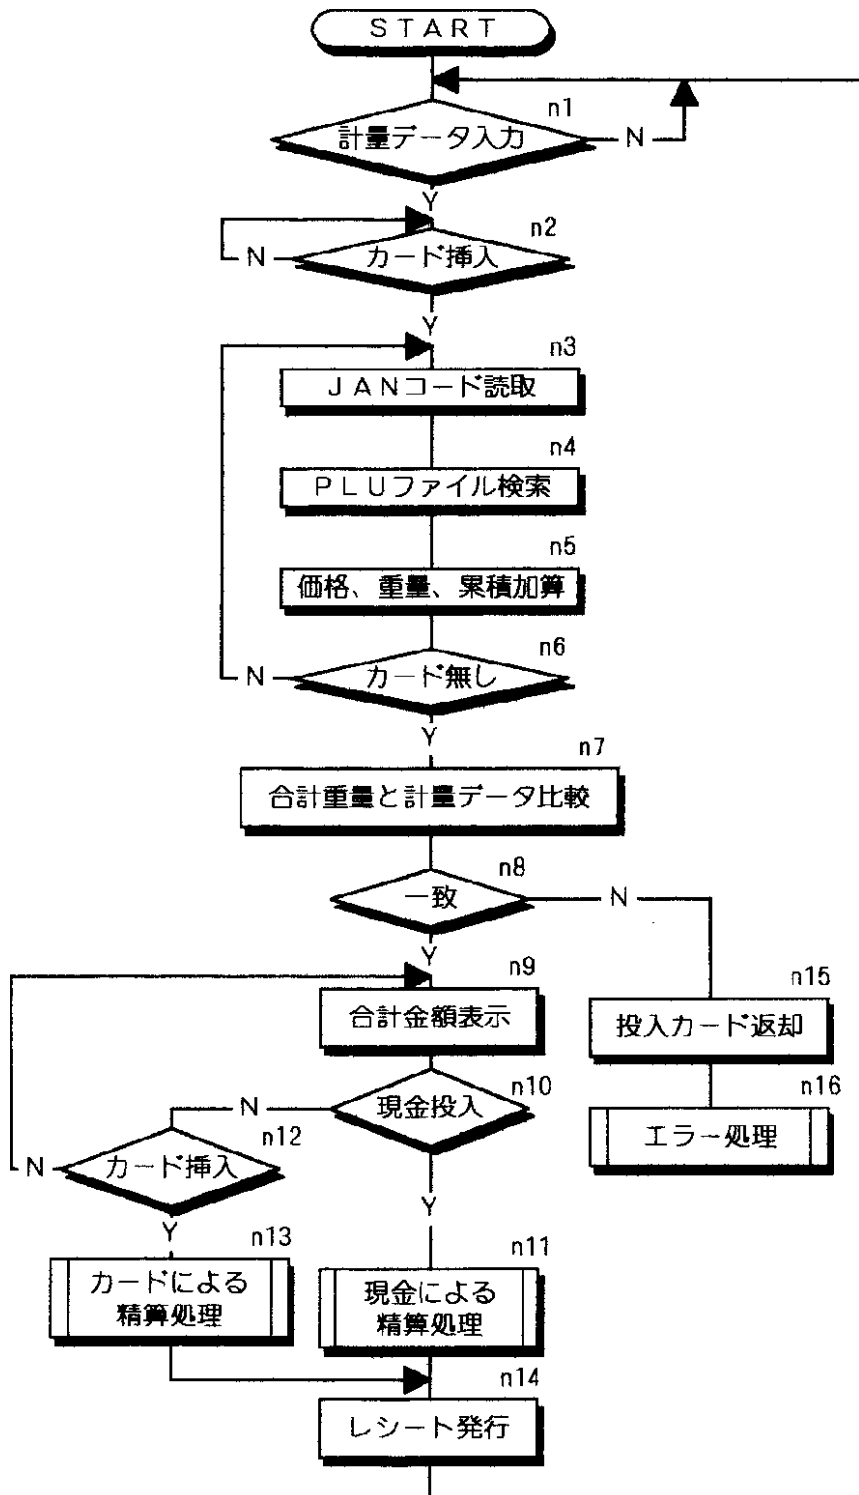 ＳＴＡＲＴ
n1
計量データ入力
N
Y
n2
カード挿入
N
Y
n3
ＪＡＮコード読取
n4
ＰＬＵファイル検索
n5
価格、重量、累積加算
n6
カード無し
N
Y
n7
合計重量と計量データ比較
n8
一致
N
Y
n9
合計金額表示
n15
投入カード返却
n10
現金投入
N
n16
エラー処理
n12
カード挿入
N
Y
Y
n13
カードによる
精算処理
n11
現金による
精算処理
n14
レシート発行